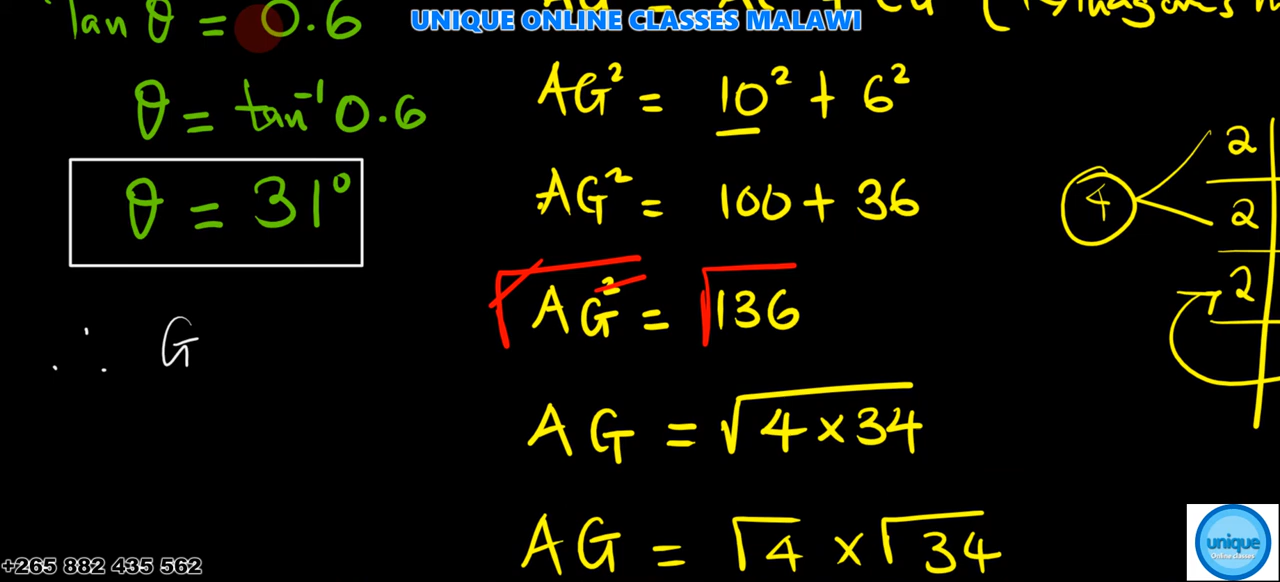 UNIQUE ONLINE CLASSES MALAWI
Tan θ = 0.6
θ = tan⁻¹ 0.6
θ = 31°
∴ G
AG² = 10² + 6²
AG² = 100 + 36
√AG² = √136
AG = √4 × 34
AG = √4 × √34
4
2
2
2
+265 882 435 562
unique
Online classes